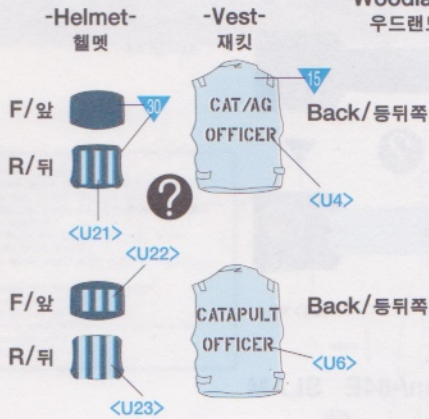 -Helmet-
헬멧
-Vest-
재킷
우드랜드
F/앞
30
15
CAT/AG
OFFICER
Back/등뒤쪽
R/뒤
?
<U4>
<U21>
<U22>
F/앞
CATAPULT
OFFICER
Back/등뒤쪽
R/뒤
<U6>
<U23>